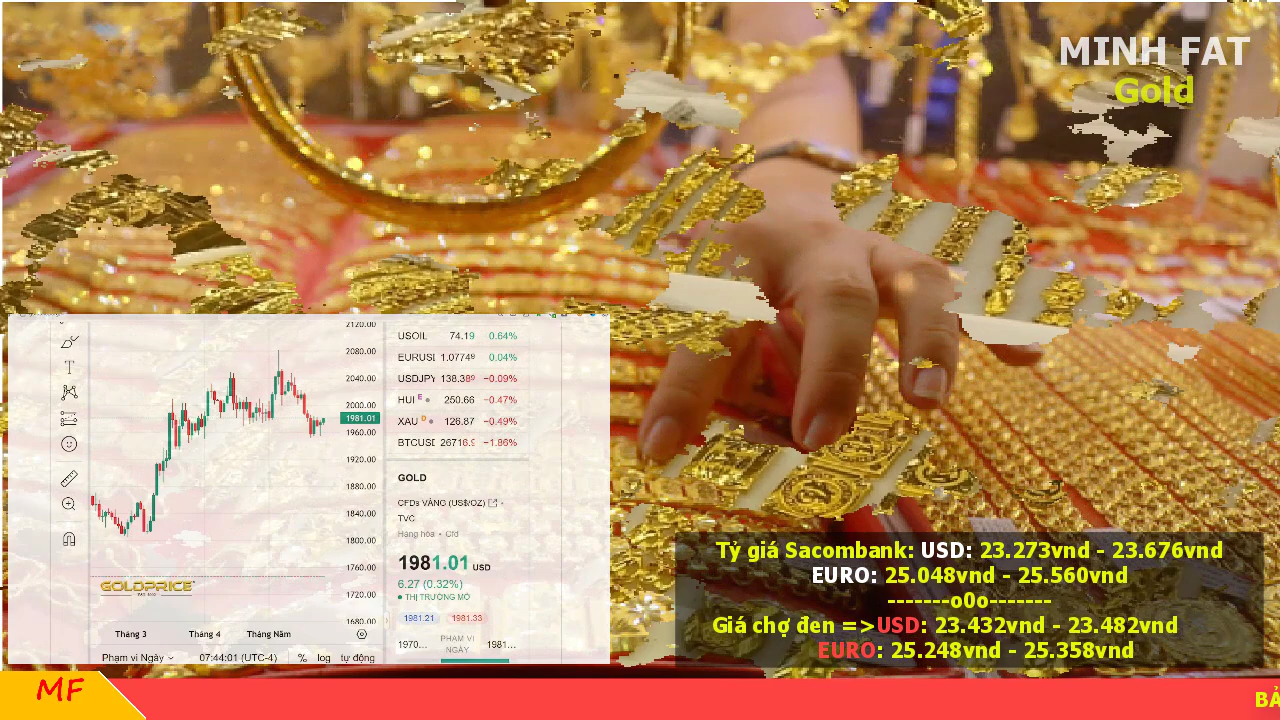 MINH FAT
Gold
2120.00
2080.00
2040.00
2000.00
1981.01
1960.00
1920.00
1880.00
1840.00
1800.00
1760.00
1720.00
1680.00
GOLDPRICE
Tháng 3 Tháng 4 Tháng Năm
Phạm vi Ngày 07:44:01 (UTC-4) % log tự động
USOIL 74.19 0.64%
EURUSD 1.07749 0.04%
USDJPY 138.389 −0.09%
HUI E 250.66 −0.47%
XAU D 126.87 −0.49%
BTCUSD 26716.9 −1.86%
GOLD
CFDs VÀNG (US$/OZ)
TVC
Hàng hóa • Cfd
1981.01 USD
6.27 (0.32%)
THỊ TRƯỜNG MỞ
1981.21 1981.33
1970... PHẠM VI NGÀY 1981...
Tỷ giá Sacombank: USD: 23.273vnd - 23.676vnd
EURO: 25.048vnd - 25.560vnd
-------o0o-------
Giá chợ đen =>USD: 23.432vnd - 23.482vnd
EURO: 25.248vnd - 25.358vnd
MF
BẢ